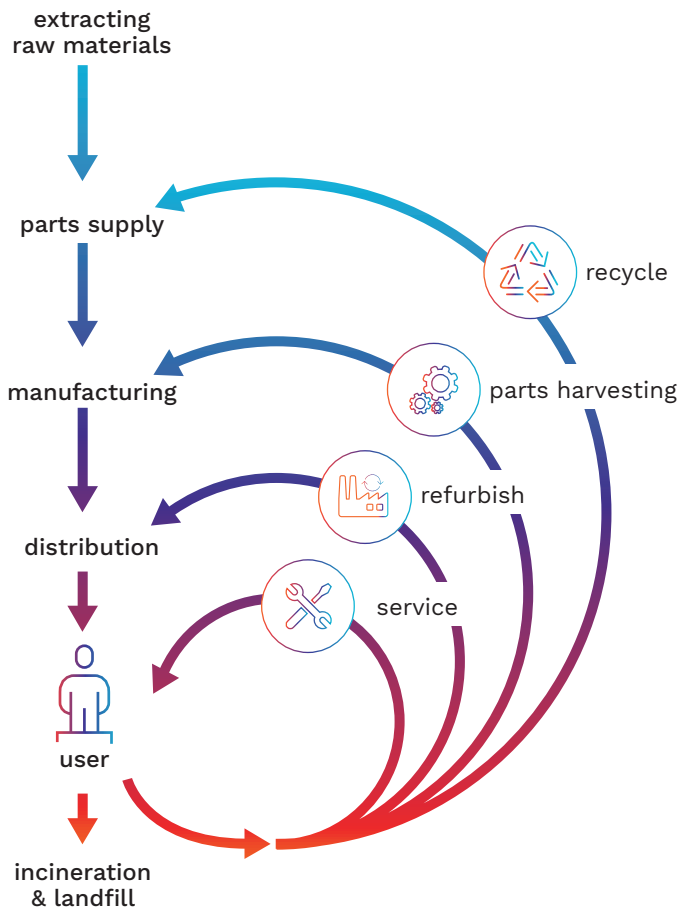 extracting
raw materials
parts supply
recycle
manufacturing
parts harvesting
refurbish
distribution
service
user
incineration
& landfill